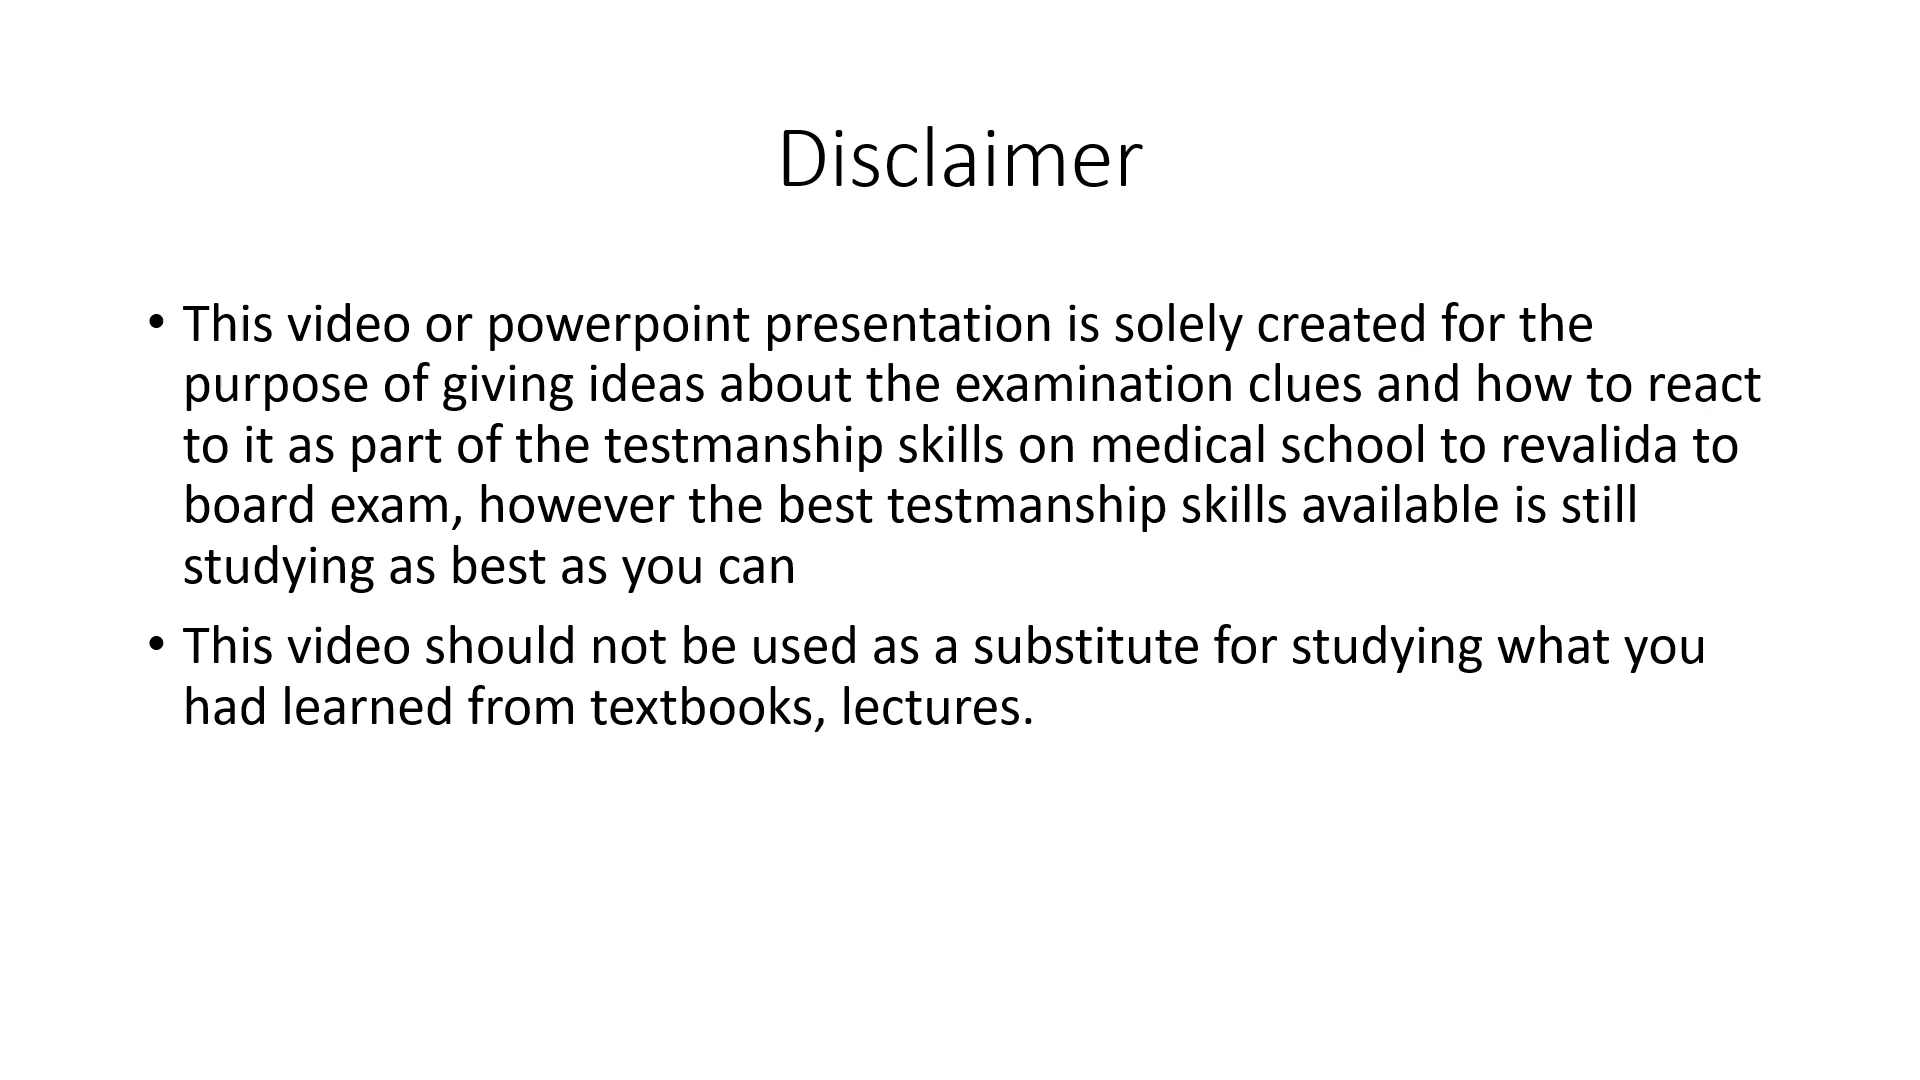 Disclaimer
• This video or powerpoint presentation is solely created for the
purpose of giving ideas about the examination clues and how to react
to it as part of the testmanship skills on medical school to revalida to
board exam, however the best testmanship skills available is still
studying as best as you can
• This video should not be used as a substitute for studying what you
had learned from textbooks, lectures.